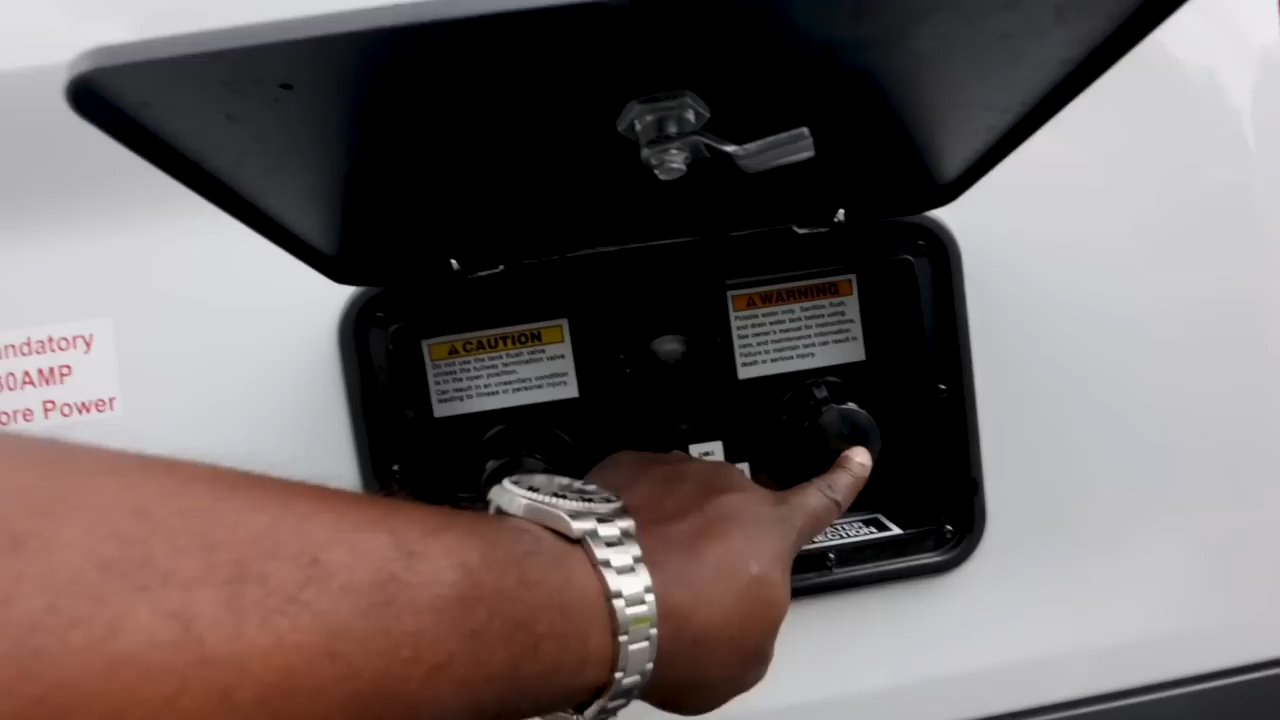 CAUTION
Do not use the tank flush valve
unless the fullway termination valve
is in the open position.
Can result in an unsanitary condition
leading to illness or personal injury.
WARNING
Potable water only. Sanitize, flush,
and drain water tank before using.
See owner's manual for instructions,
care, and maintenance information.
Failure to maintain tank can result in
death or serious injury.
ndatory
30AMP
ore Power
ATER
NECTION